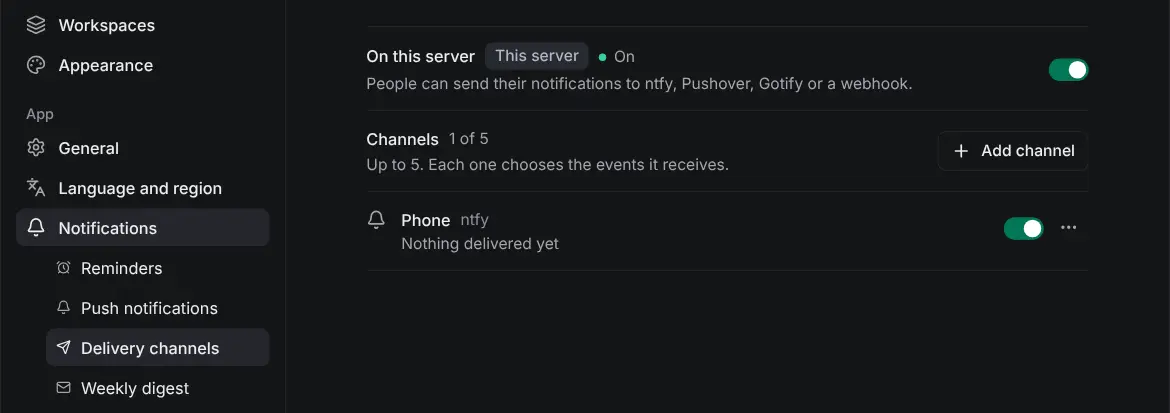 Workspaces
Appearance
App
General
Language and region
Notifications
Reminders
Push notifications
Delivery channels
Weekly digest
On this server This server On
People can send their notifications to ntfy, Pushover, Gotify or a webhook.
Channels 1 of 5
Up to 5. Each one chooses the events it receives.
Add channel
Phone ntfy
Nothing delivered yet